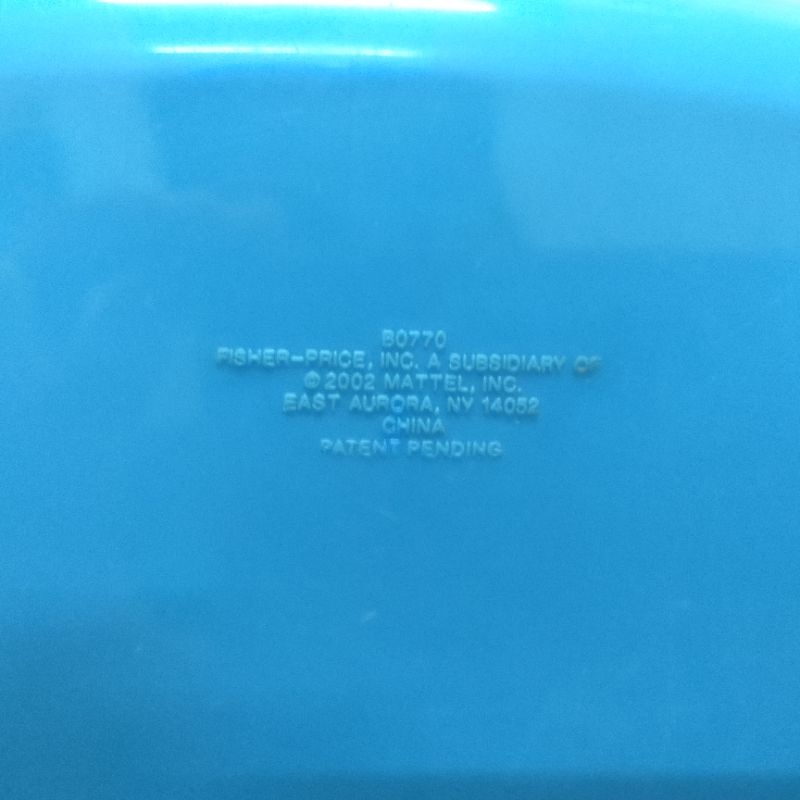 B0770
FISHER-PRICE, INC. A SUBSIDIARY OF
© 2002 MATTEL, INC.
EAST AURORA, NY 14052
CHINA
PATENT PENDING